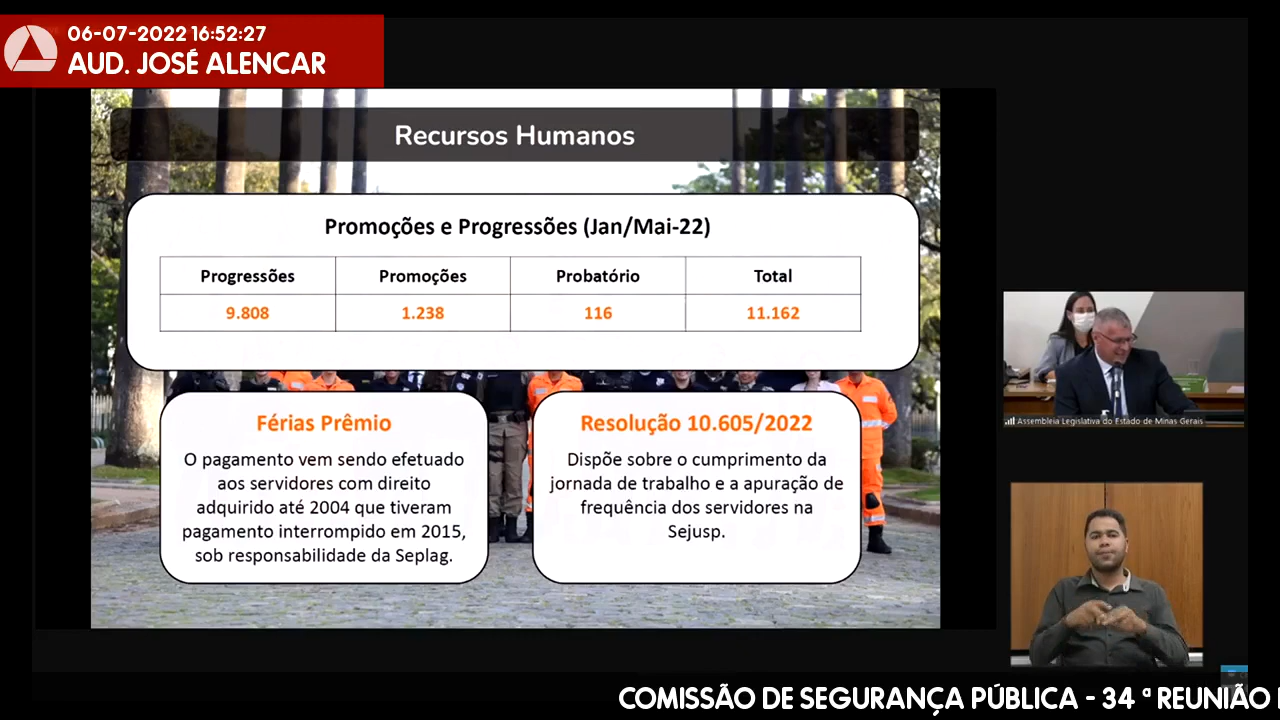 06-07-2022 16:52:27
AUD. JOSÉ ALENCAR
Recursos Humanos
Promoções e Progressões (Jan/Mai-22)
Progressões Promoções Probatório Total
9.808 1.238 116 11.162
Férias Prêmio
O pagamento vem sendo efetuado
aos servidores com direito
adquirido até 2004 que tiveram
pagamento interrompido em 2015,
sob responsabilidade da Seplag.
Resolução 10.605/2022
Dispõe sobre o cumprimento da
jornada de trabalho e a apuração de
frequência dos servidores na
Sejusp.
Assembleia Legislativa do Estado de Minas Gerais
COMISSÃO DE SEGURANÇA PÚBLICA - 34 ª REUNIÃO